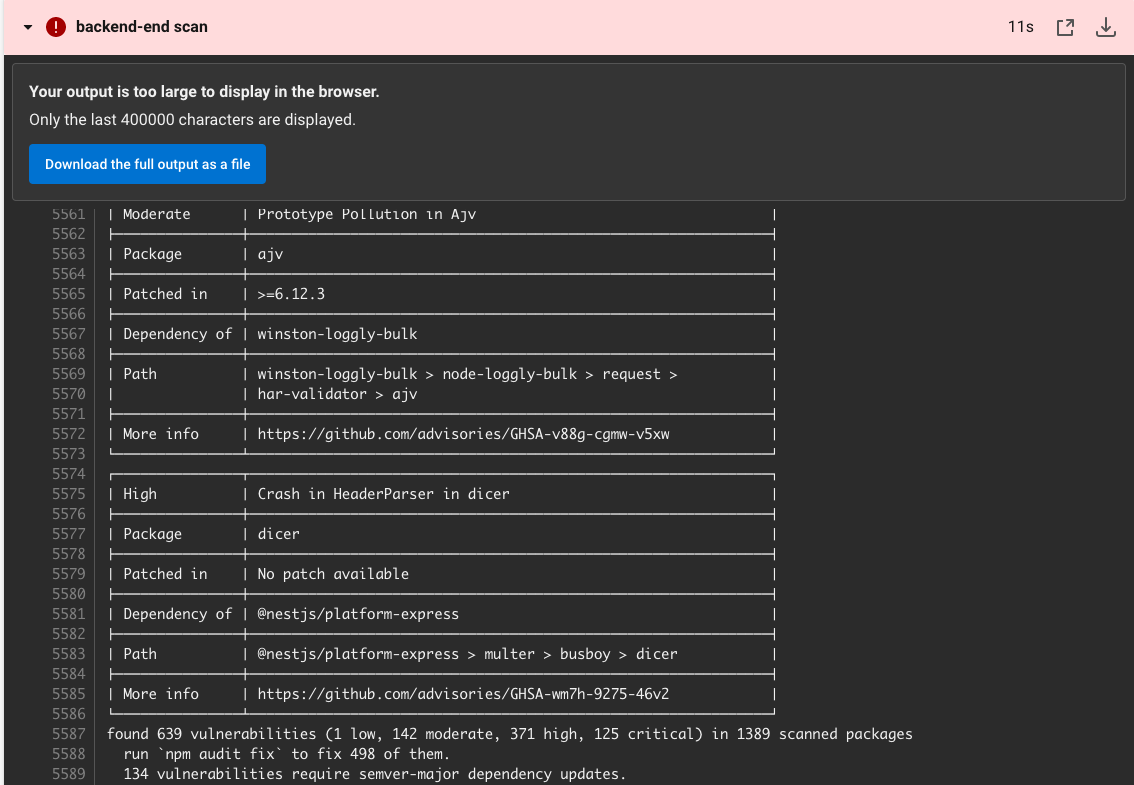 backend-end scan
11s
Your output is too large to display in the browser.
Only the last 400000 characters are displayed.
Download the full output as a file
5561 | Moderate | Prototype Pollution in Ajv |
5562
5563 | Package | ajv |
5564
5565 | Patched in | >=6.12.3 |
5566
5567 | Dependency of | winston-loggly-bulk |
5568
5569 | Path | winston-loggly-bulk > node-loggly-bulk > request > |
5570 | | har-validator > ajv |
5571
5572 | More info | https://github.com/advisories/GHSA-v88g-cgmw-v5xw |
5573
5574
5575 | High | Crash in HeaderParser in dicer |
5576
5577 | Package | dicer |
5578
5579 | Patched in | No patch available |
5580
5581 | Dependency of | @nestjs/platform-express |
5582
5583 | Path | @nestjs/platform-express > multer > busboy > dicer |
5584
5585 | More info | https://github.com/advisories/GHSA-wm7h-9275-46v2 |
5586
5587 found 639 vulnerabilities (1 low, 142 moderate, 371 high, 125 critical) in 1389 scanned packages
5588 run `npm audit fix` to fix 498 of them.
5589 134 vulnerabilities require semver-major dependency updates.